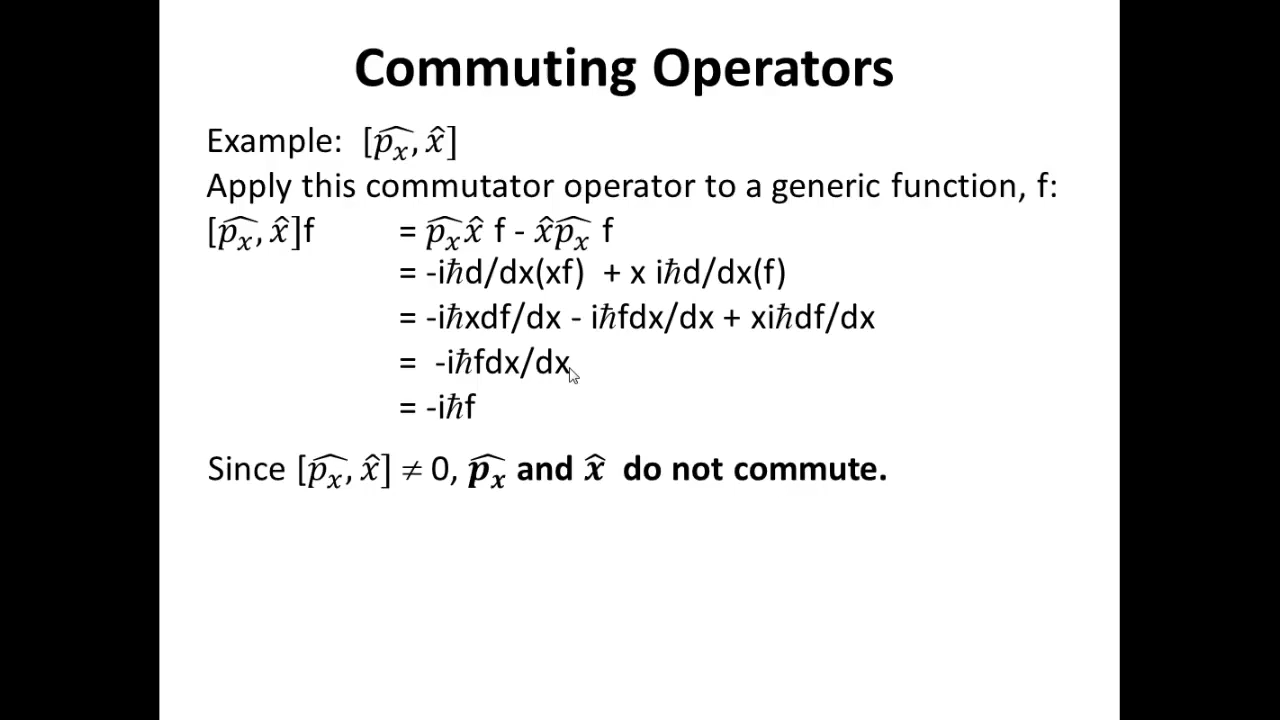 Commuting Operators
Example: [p̂ₓ, x̂]
Apply this commutator operator to a generic function, f:
[p̂ₓ, x̂]f = p̂ₓx̂ f - x̂p̂ₓ f
= -iℏd/dx(xf) + x iℏd/dx(f)
= -iℏxdf/dx - iℏfdx/dx + xiℏdf/dx
= -iℏfdx/dx
= -iℏf
Since [p̂ₓ, x̂] ≠ 0, p̂ₓ and x̂ do not commute.